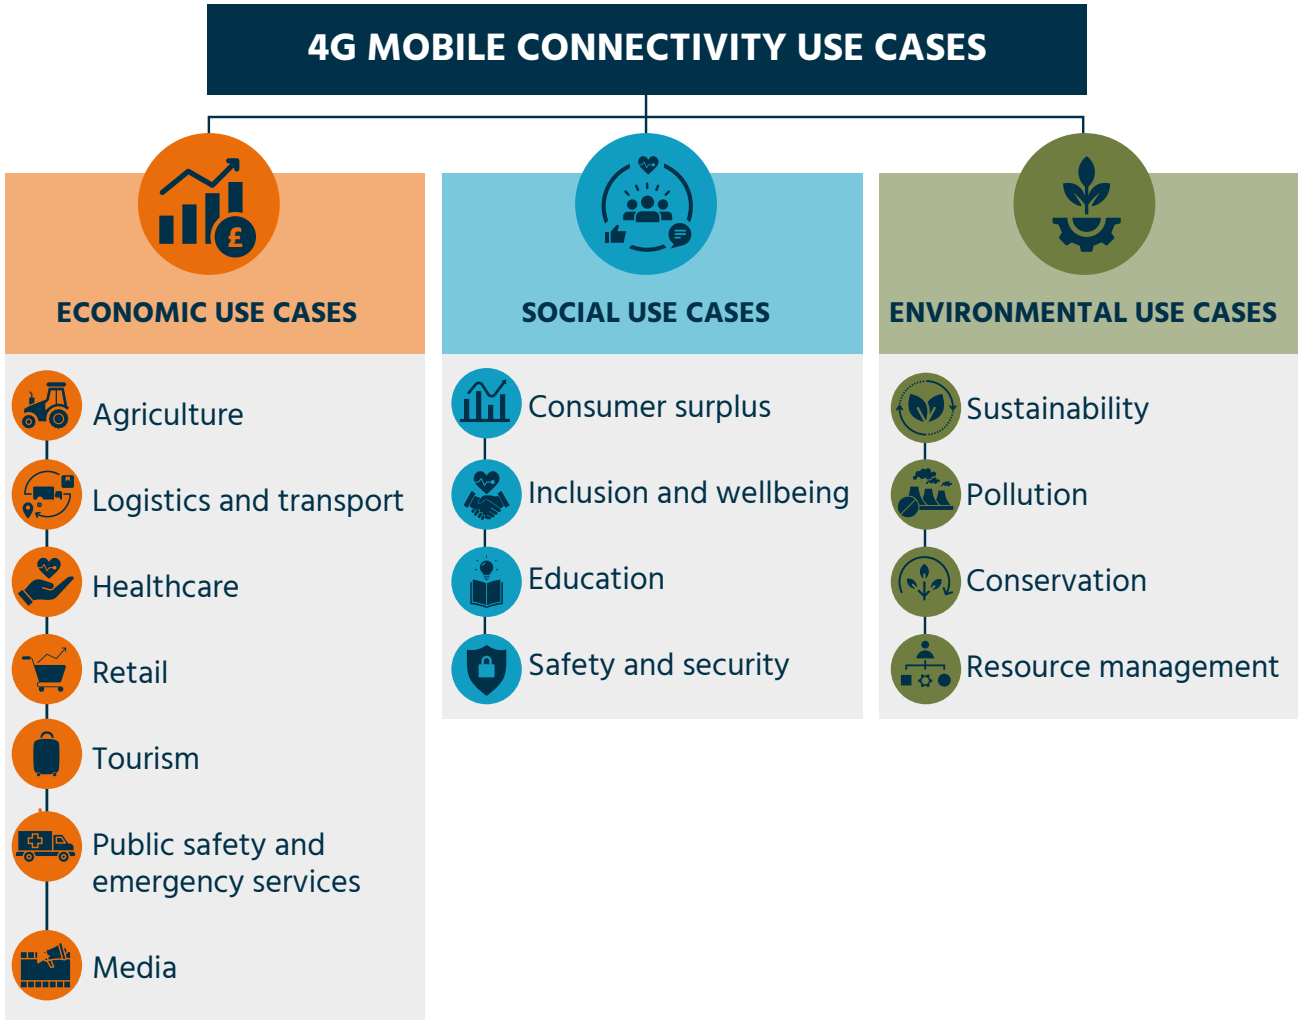 4G MOBILE CONNECTIVITY USE CASES
£
ECONOMIC USE CASES
Agriculture
Logistics and transport
Healthcare
Retail
Tourism
Public safety and
emergency services
Media
SOCIAL USE CASES
Consumer surplus
Inclusion and wellbeing
Education
Safety and security
ENVIRONMENTAL USE CASES
Sustainability
Pollution
Conservation
Resource management